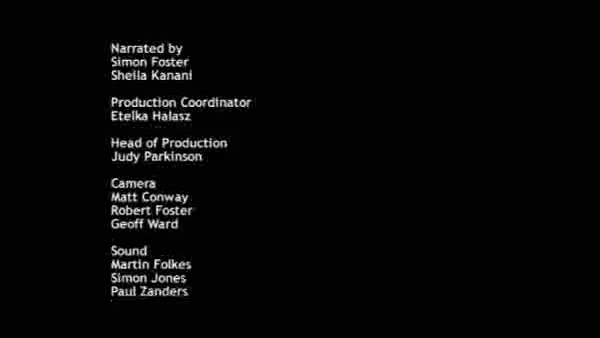 Narrated by
Simon Foster
Sheila Kanani
Production Coordinator
Etelka Halasz
Head of Production
Judy Parkinson
Camera
Matt Conway
Robert Foster
Geoff Ward
Sound
Martin Folkes
Simon Jones
Paul Zanders